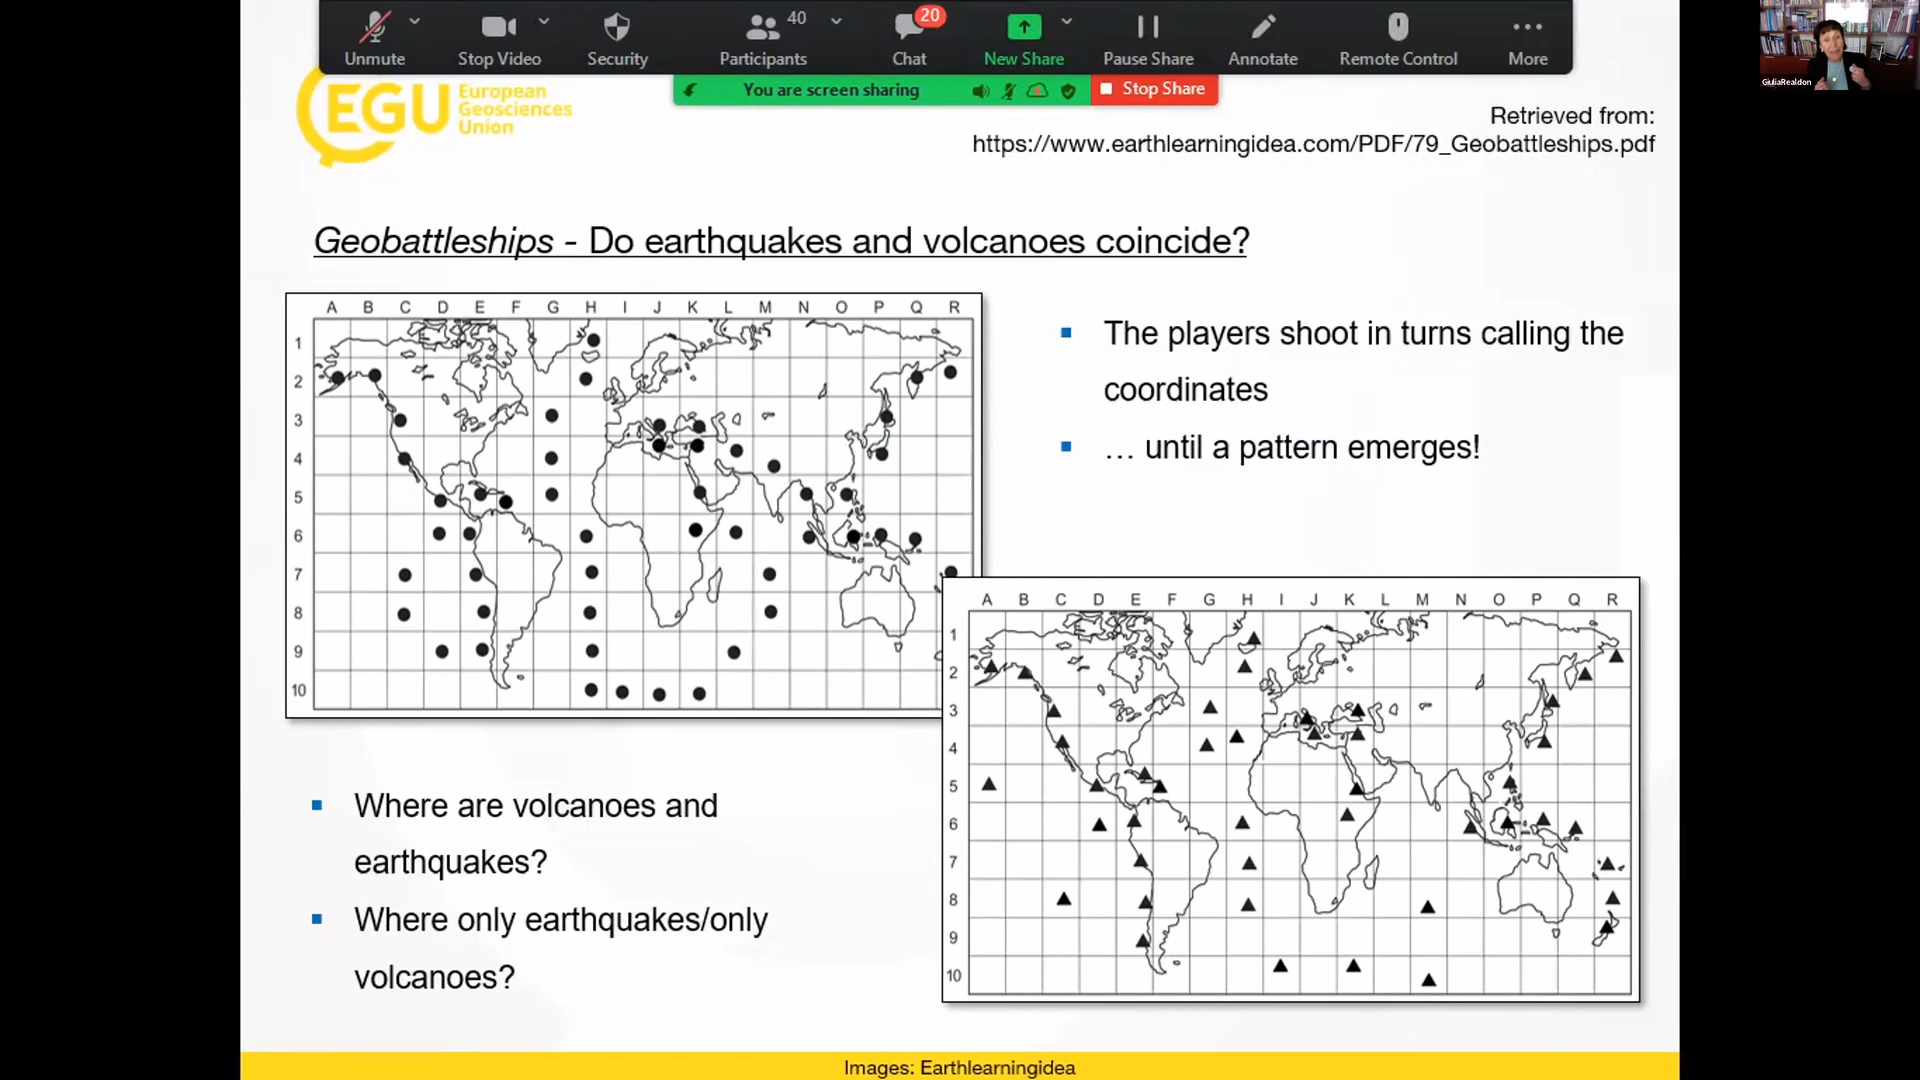 Unmute
Stop Video
Security
Participants
40
Chat
20
New Share
Pause Share
Annotate
Remote Control
More
You are screen sharing
Stop Share
GiuliaRealdon
EGU
European
Geosciences
Union
Retrieved from:
https://www.earthlearningidea.com/PDF/79_Geobattleships.pdf
Geobattleships - Do earthquakes and volcanoes coincide?
A B C D E F G H I J K L M N O P Q R
1
2
3
4
5
6
7
8
9
10
The players shoot in turns calling the
coordinates
… until a pattern emerges!
A B C D E F G H I J K L M N O P Q R
1
2
3
4
5
6
7
8
9
10
Where are volcanoes and
earthquakes?
Where only earthquakes/only
volcanoes?
Images: Earthlearningidea